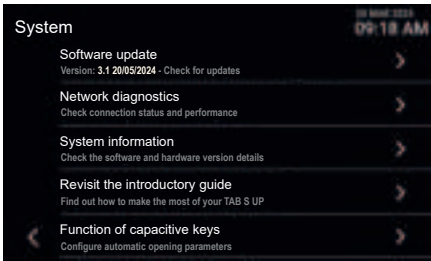 System
09:18 AM
Software update
Version: 3.1 20/05/2024 - Check for updates
Network diagnostics
Check connection status and performance
System information
Check the software and hardware version details
Revisit the introductory guide
Find out how to make the most of your TAB S UP
Function of capacitive keys
Configure automatic opening parameters